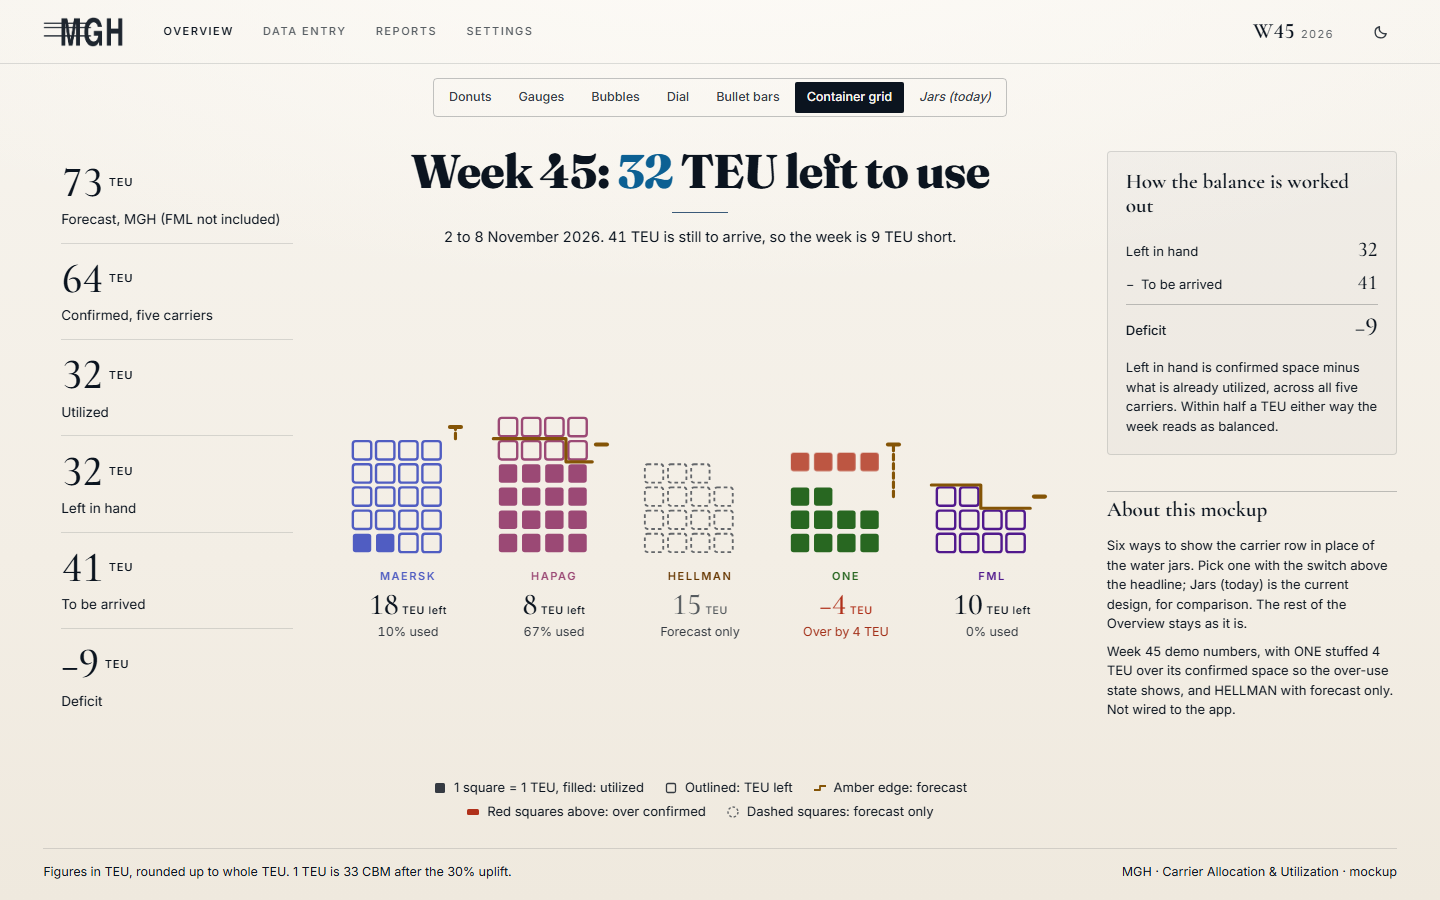 MGH
OVERVIEW DATA ENTRY REPORTS SETTINGS
W45 2026
Donuts Gauges Bubbles Dial Bullet bars Container grid Jars (today)
73 TEU
Forecast, MGH (FML not included)
64 TEU
Confirmed, five carriers
32 TEU
Utilized
32 TEU
Left in hand
41 TEU
To be arrived
–9 TEU
Deficit
Week 45: 32 TEU left to use
2 to 8 November 2026. 41 TEU is still to arrive, so the week is 9 TEU short.
MAERSK
18 TEU left
10% used
HAPAG
8 TEU left
67% used
HELLMAN
15 TEU
Forecast only
ONE
–4 TEU
Over by 4 TEU
FML
10 TEU left
0% used
1 square = 1 TEU, filled: utilized Outlined: TEU left Amber edge: forecast
Red squares above: over confirmed Dashed squares: forecast only
How the balance is worked
out
Left in hand 32
– To be arrived 41
Deficit –9
Left in hand is confirmed space minus
what is already utilized, across all five
carriers. Within half a TEU either way the
week reads as balanced.
About this mockup
Six ways to show the carrier row in place of
the water jars. Pick one with the switch above
the headline; Jars (today) is the current
design, for comparison. The rest of the
Overview stays as it is.
Week 45 demo numbers, with ONE stuffed 4
TEU over its confirmed space so the over-use
state shows, and HELLMAN with forecast only.
Not wired to the app.
Figures in TEU, rounded up to whole TEU. 1 TEU is 33 CBM after the 30% uplift.
MGH · Carrier Allocation & Utilization · mockup